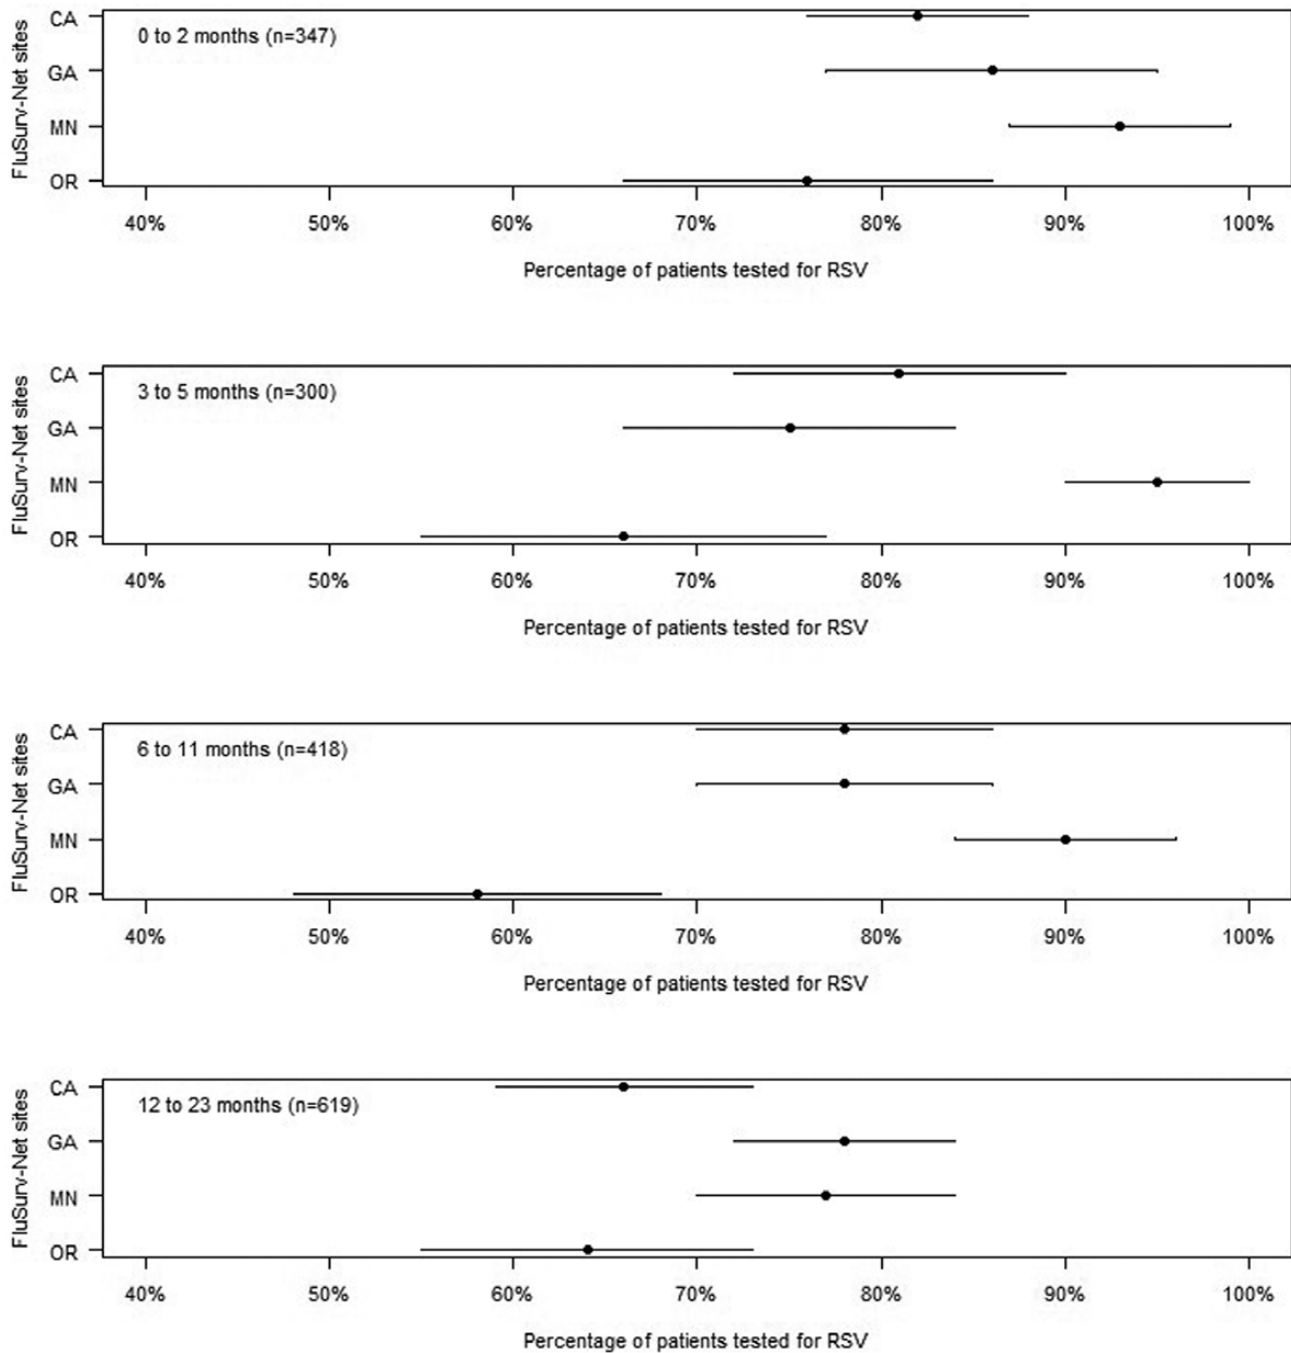 FluSurv-Net sites
0 to 2 months (n=347)
CA
GA
MN
OR
40% 50% 60% 70% 80% 90% 100%
Percentage of patients tested for RSV
FluSurv-Net sites
3 to 5 months (n=300)
CA
GA
MN
OR
40% 50% 60% 70% 80% 90% 100%
Percentage of patients tested for RSV
FluSurv-Net sites
6 to 11 months (n=418)
CA
GA
MN
OR
40% 50% 60% 70% 80% 90% 100%
Percentage of patients tested for RSV
FluSurv-Net sites
12 to 23 months (n=619)
CA
GA
MN
OR
40% 50% 60% 70% 80% 90% 100%
Percentage of patients tested for RSV